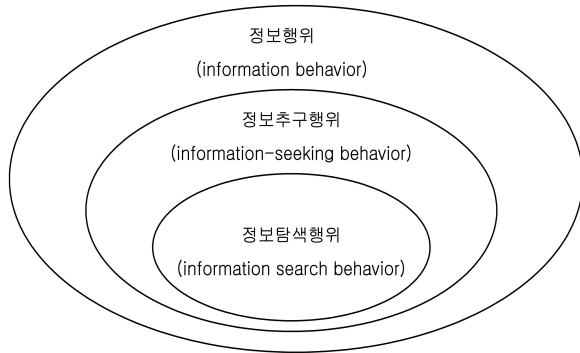 정보행위
(information behavior)
정보추구행위
(information-seeking behavior)
정보탐색행위
(information search behavior)